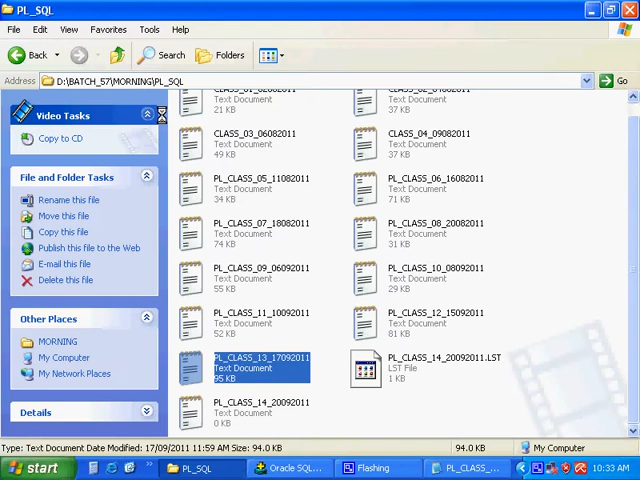 PL_SQL
File Edit View Favorites Tools Help
Back Search Folders
Address D:\BATCH_57\MORNING\PL_SQL Go
Video Tasks
Copy to CD
File and Folder Tasks
Rename this file
Move this file
Copy this file
Publish this file to the Web
E-mail this file
Delete this file
Other Places
MORNING
My Computer
My Network Places
Details
Text Document
21 KB
Text Document
37 KB
CLASS_03_06082011
Text Document
49 KB
CLASS_04_09082011
Text Document
37 KB
PL_CLASS_05_11082011
Text Document
34 KB
PL_CLASS_06_16082011
Text Document
71 KB
PL_CLASS_07_18082011
Text Document
74 KB
PL_CLASS_08_20082011
Text Document
31 KB
PL_CLASS_09_06092011
Text Document
55 KB
PL_CLASS_10_08092011
Text Document
29 KB
PL_CLASS_11_10092011
Text Document
52 KB
PL_CLASS_12_15092011
Text Document
81 KB
PL_CLASS_13_17092011
Text Document
95 KB
PL_CLASS_14_20092011.LST
LST File
1 KB
PL_CLASS_14_20092011
Text Document
0 KB
Type: Text Document Date Modified: 17/09/2011 11:59 AM Size: 94.0 KB 94.0 KB My Computer
start PL_SQL Oracle SQL... Flashing PL_CLASS_... 10:33 AM